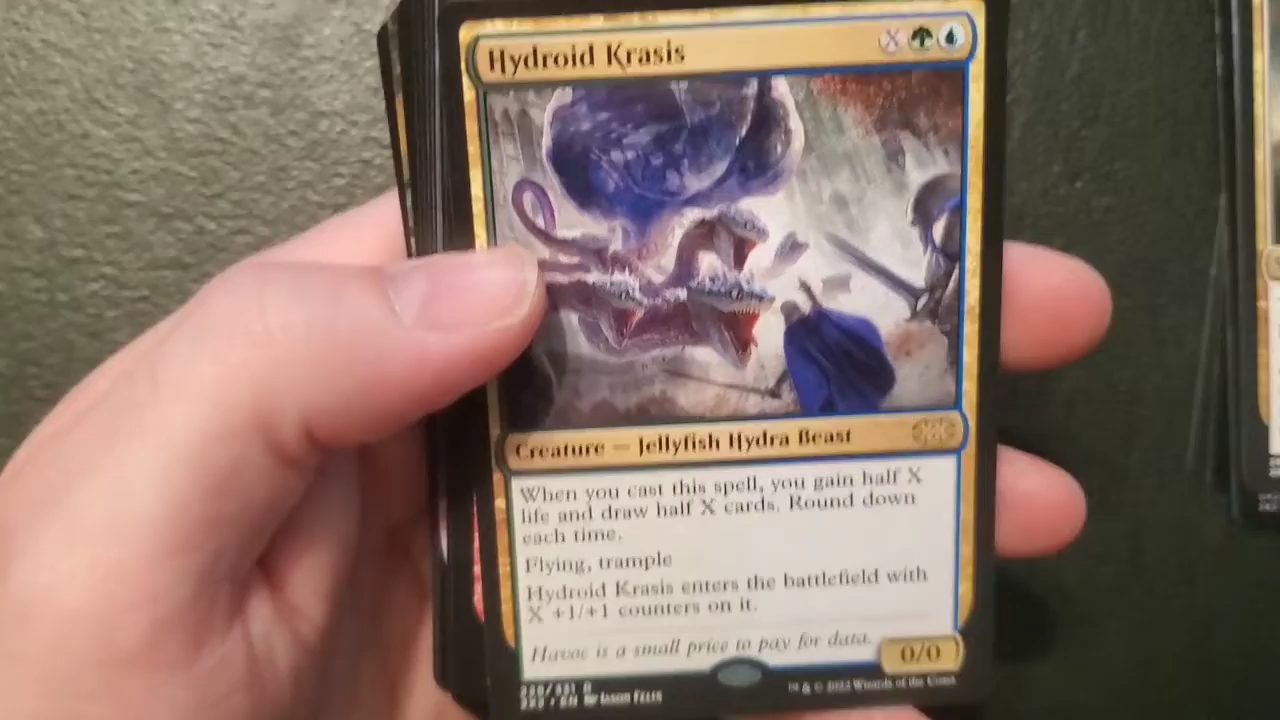 Hydroid Krasis
X
Creature — Jellyfish Hydra Beast
When you cast this spell, you gain half X
life and draw half X cards. Round down
each time.
Flying, trample
Hydroid Krasis enters the battlefield with
X +1/+1 counters on it.
Havoc is a small price to pay for data.
0/0
R
2X2 • EN Jason Felix
™ & © 2022 Wizards of the Coast